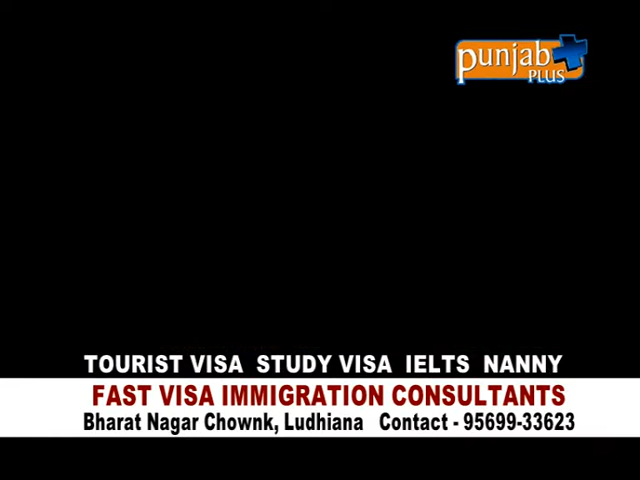 punjab
PLUS
TOURIST VISA STUDY VISA IELTS NANNY
FAST VISA IMMIGRATION CONSULTANTS
Bharat Nagar Chownk, Ludhiana Contact - 95699-33623